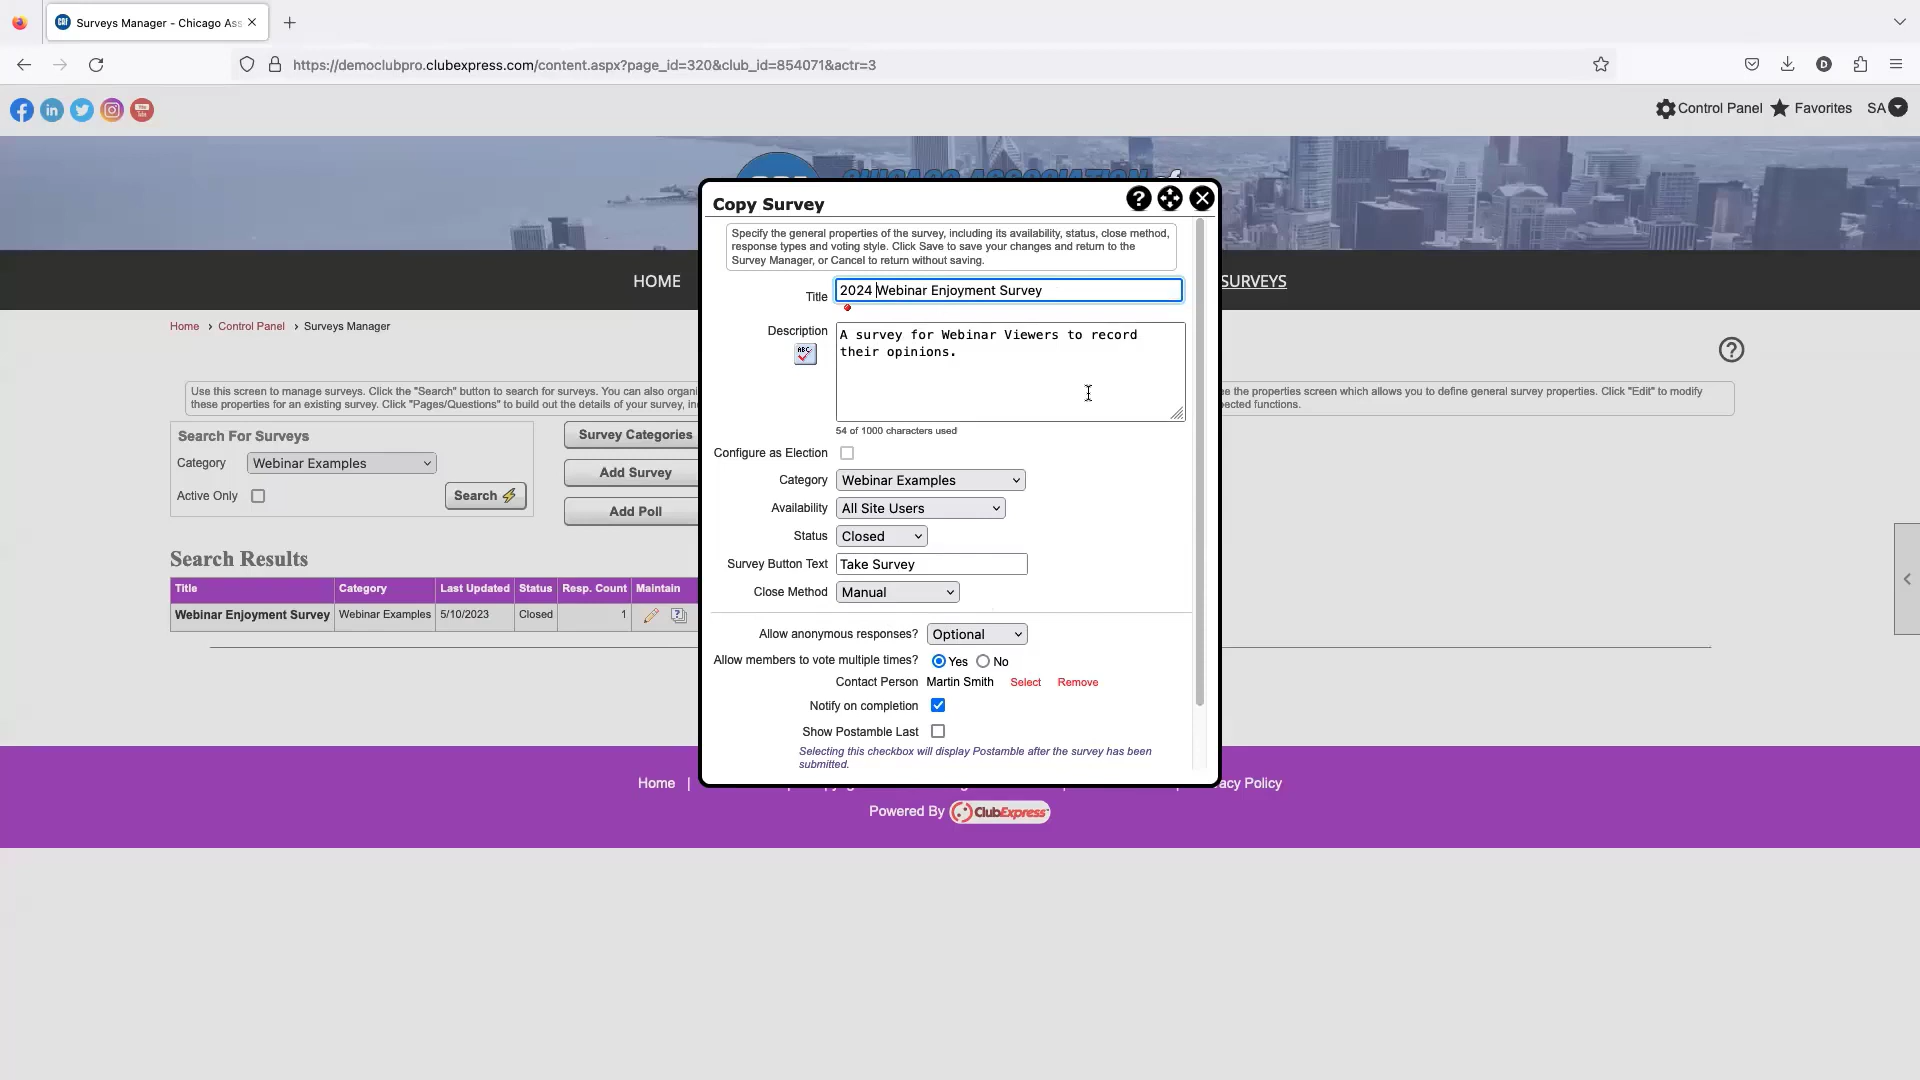 Surveys Manager - Chicago Ass
https://democlubpro.clubexpress.com/content.aspx?page_id=320&club_id=854071&actr=3
Control Panel
Favorites
SA
HOME
SURVEYS
Home › Control Panel › Surveys Manager
Use this screen to manage surveys. Click the "Search" button to search for surveys. You can also organi
e the properties screen which allows you to define general survey properties. Click "Edit" to modify
these properties for an existing survey. Click "Pages/Questions" to build out the details of your survey, in
ected functions.
Search For Surveys
Category Webinar Examples
Active Only
Search
Survey Categories
Add Survey
Add Poll
Search Results
Title Category Last Updated Status Resp. Count Maintain
Webinar Enjoyment Survey Webinar Examples 5/10/2023 Closed 1
Copy Survey
Specify the general properties of the survey, including its availability, status, close method,
response types and voting style. Click Save to save your changes and return to the
Survey Manager, or Cancel to return without saving.
Title 2024 Webinar Enjoyment Survey
Description
ABC
A survey for Webinar Viewers to record
their opinions.
54 of 1000 characters used
Configure as Election
Category Webinar Examples
Availability All Site Users
Status Closed
Survey Button Text Take Survey
Close Method Manual
Allow anonymous responses? Optional
Allow members to vote multiple times? Yes No
Contact Person Martin Smith Select Remove
Notify on completion
Show Postamble Last
Selecting this checkbox will display Postamble after the survey has been
submitted.
Home |
acy Policy
Powered By ClubExpress